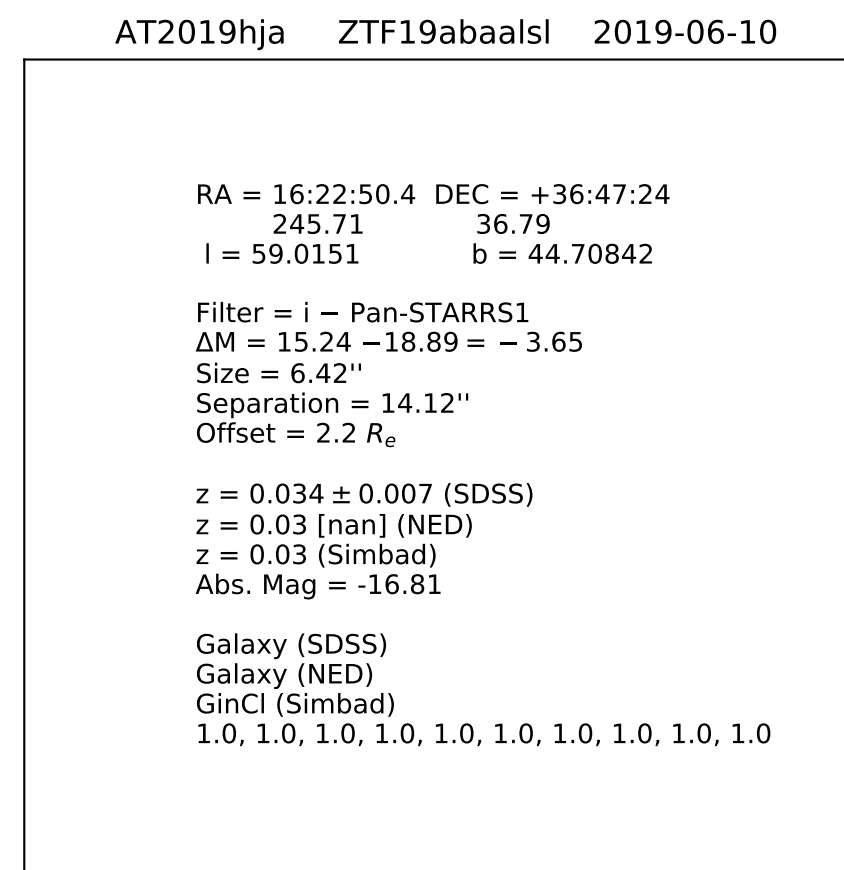 AT2019hja ZTF19abaalsl 2019-06-10
RA = 16:22:50.4 DEC = +36:47:24
245.71 36.79
l = 59.0151 b = 44.70842
Filter = i − Pan-STARRS1
ΔM = 15.24 −18.89 = − 3.65
Size = 6.42''
Separation = 14.12''
Offset = 2.2 Rₑ
z = 0.034 ± 0.007 (SDSS)
z = 0.03 [nan] (NED)
z = 0.03 (Simbad)
Abs. Mag = -16.81
Galaxy (SDSS)
Galaxy (NED)
GinCl (Simbad)
1.0, 1.0, 1.0, 1.0, 1.0, 1.0, 1.0, 1.0, 1.0, 1.0